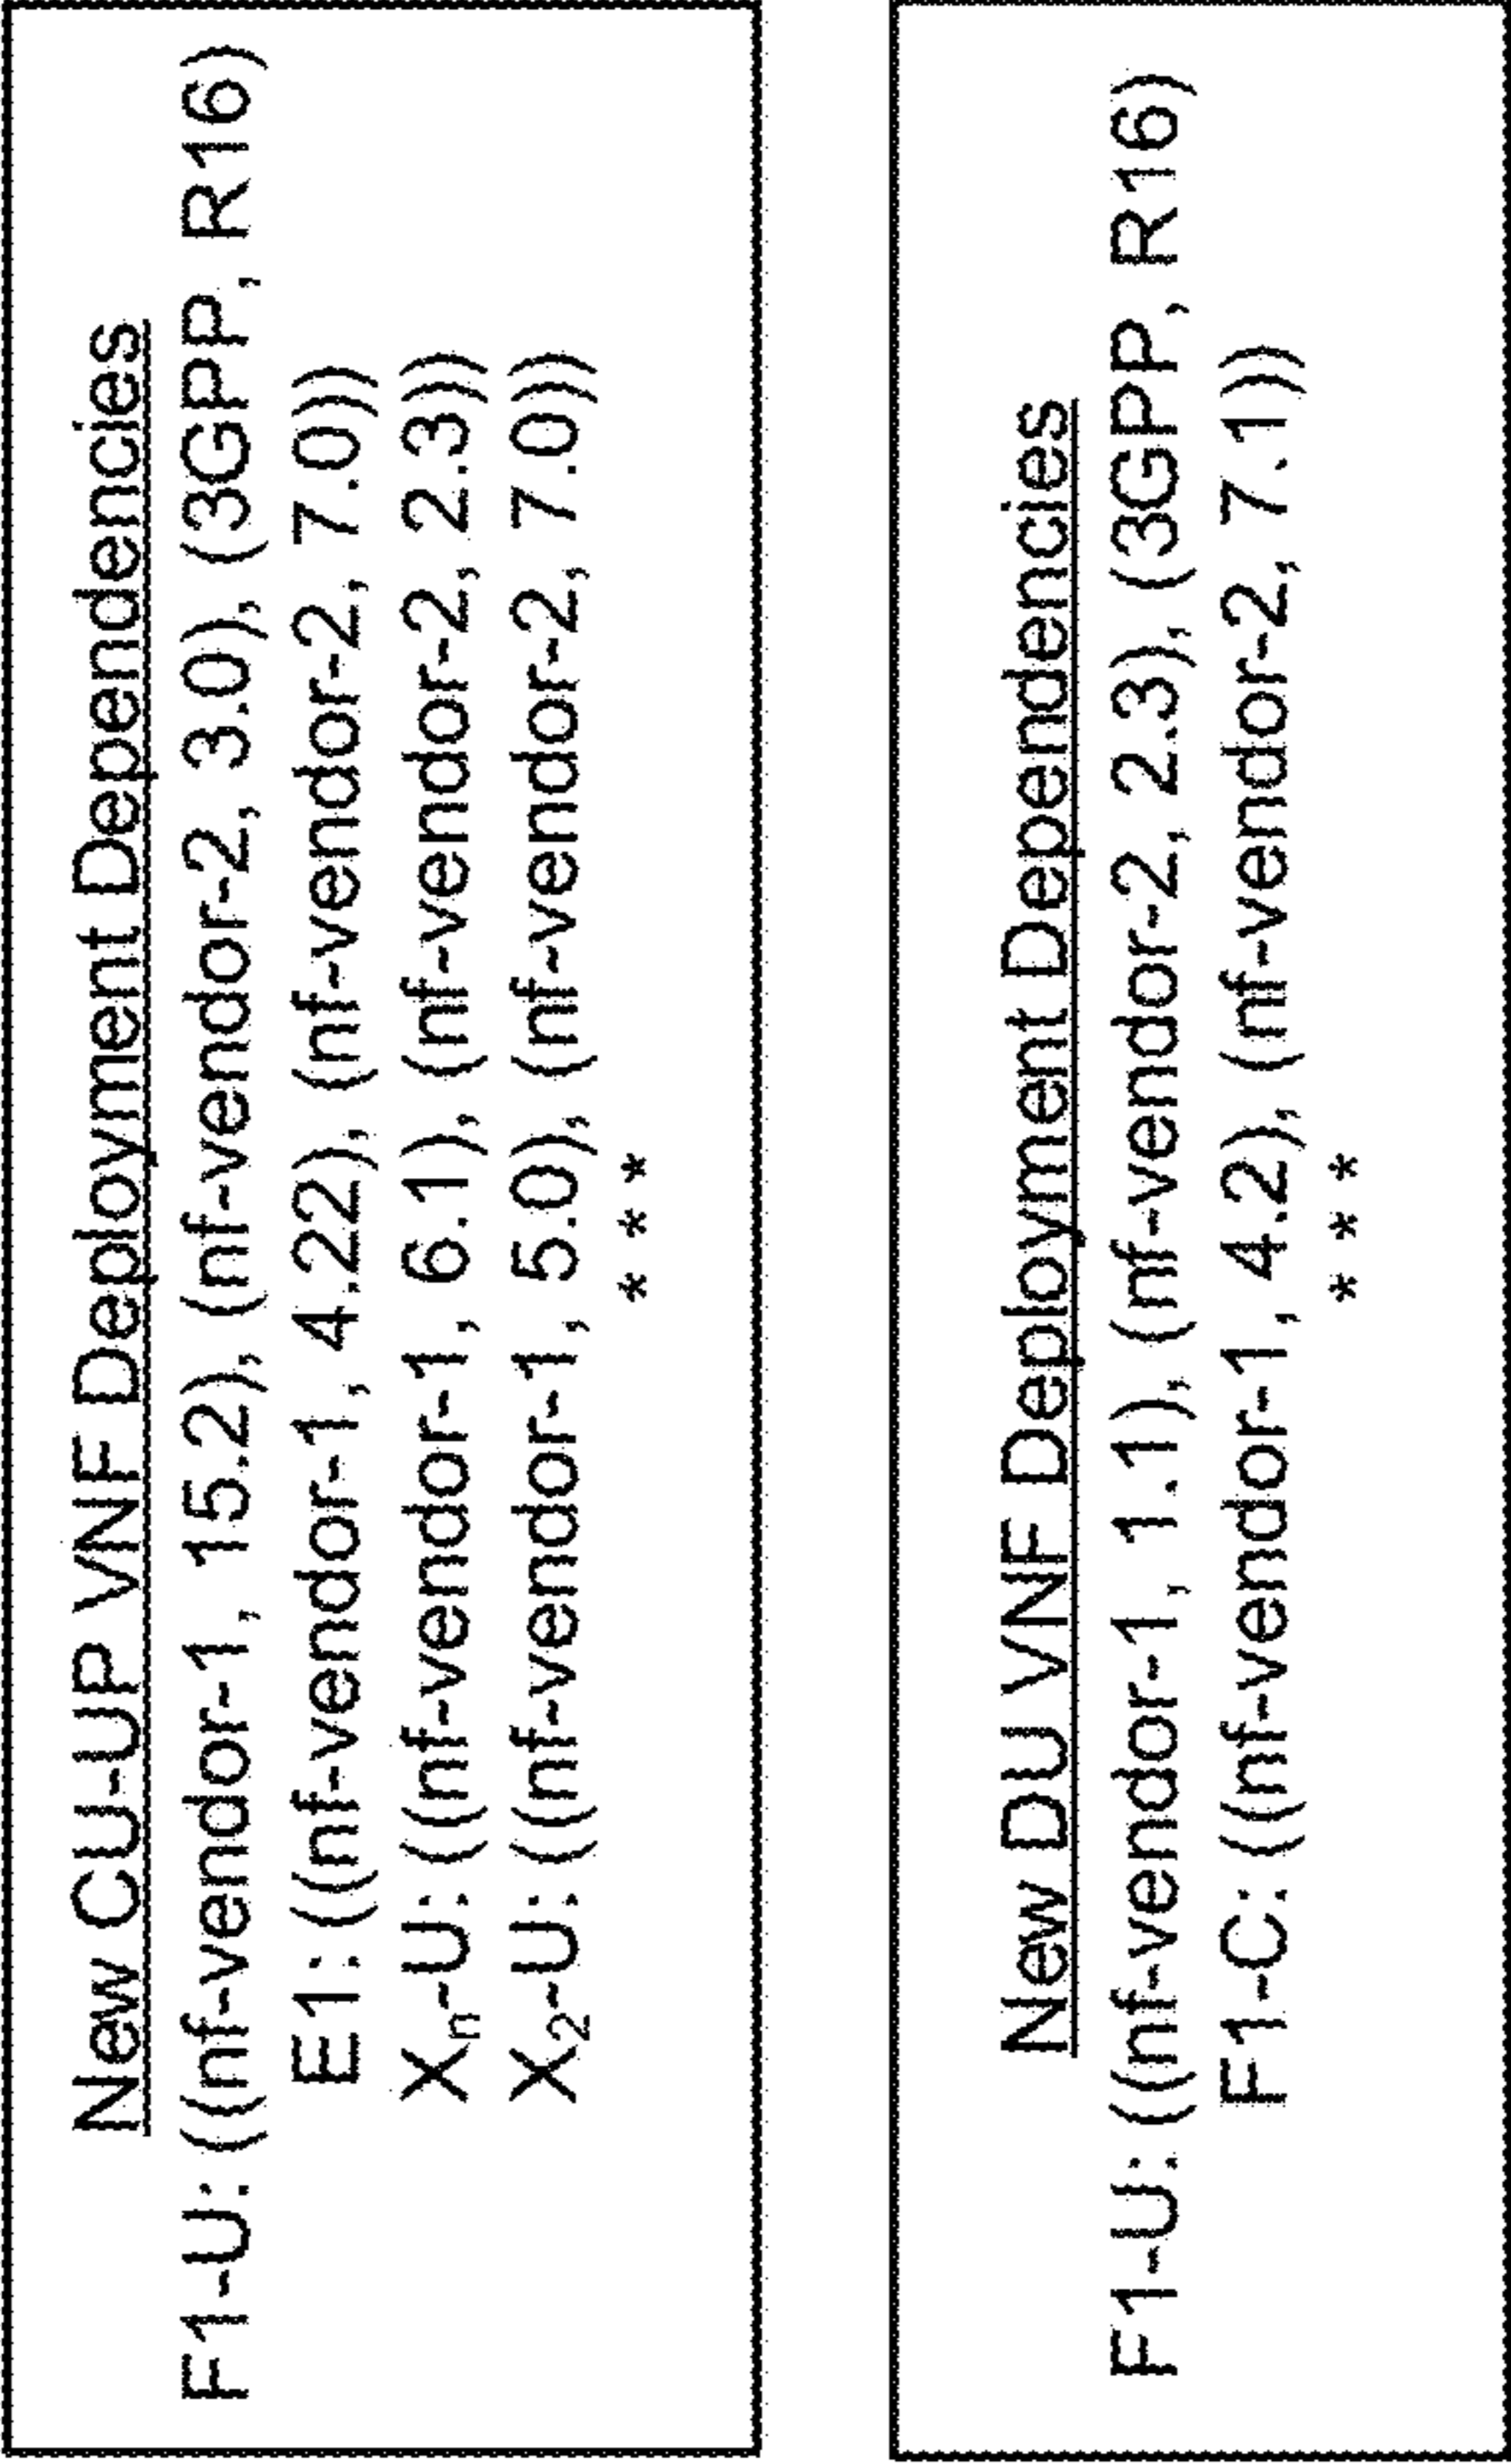 New CU-UP VNF Deployment Dependencies
F1-U: ((nf-vendor-1, 15.2), (nf-vendor-2, 3.0), (3GPP, R16)
E1: ((nf-vendor-1, 4.22), (nf-vendor-2, 7.0))
Xn-U: ((nf-vendor-1, 6.1), (nf-vendor-2, 2.3))
X2-U: ((nf-vendor-1, 5.0), (nf-vendor-2, 7.0))
* * *
New DU VNF Deployment Dependencies
F1-U: ((nf-vendor-1, 1.1), (nf-vendor-2, 2.3), (3GPP, R16)
F1-C: ((nf-vendor-1, 4.2), (nf-vendor-2, 7.1))
* * *